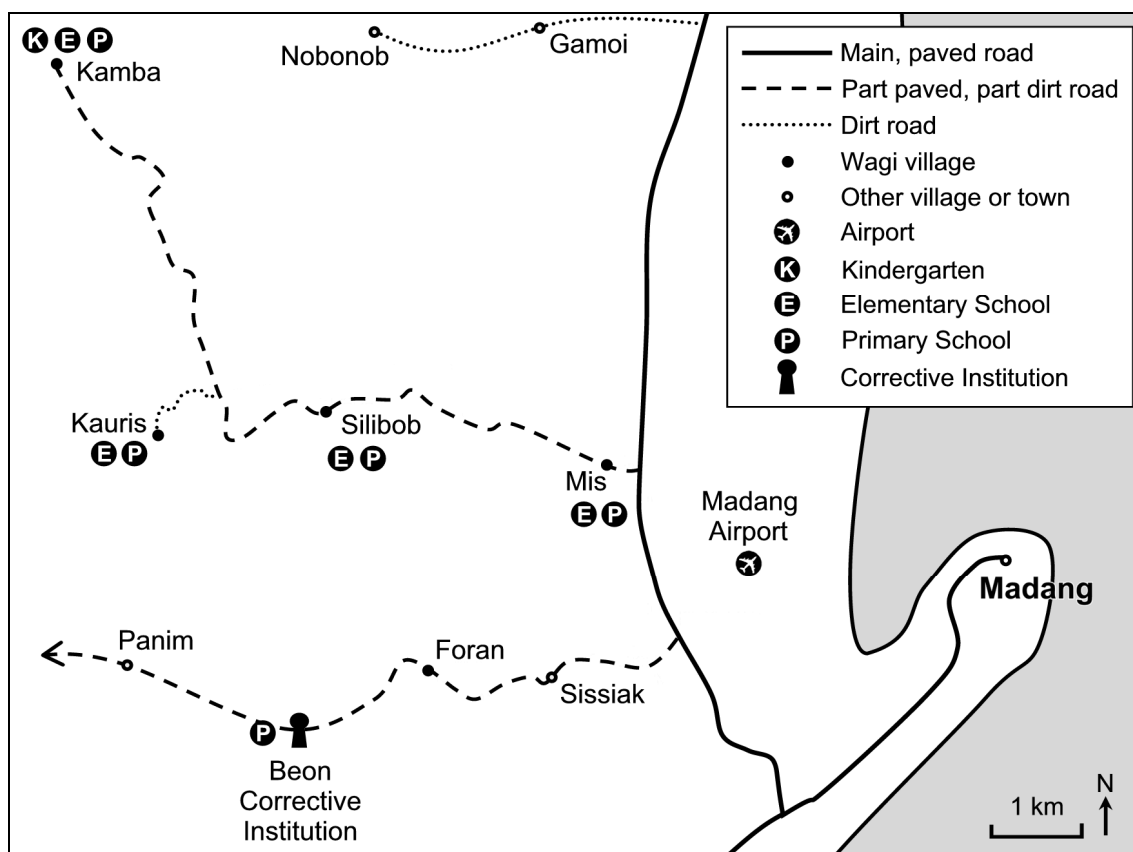 K E P
Kamba
Nobonob
Gamoi
Main, paved road
Part paved, part dirt road
Dirt road
Wagi village
Other village or town
Airport
K Kindergarten
E Elementary School
P Primary School
Corrective Institution
Kauris
E P
Silibob
E P
Mis
E P
Madang
Airport
Madang
Panim
Foran
Sissiak
P
Beon
Corrective
Institution
1 km
N